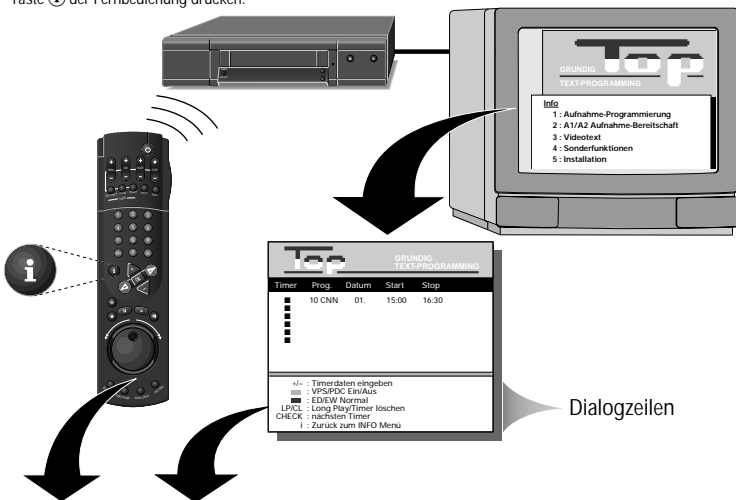 Taste i der Fernbedienung drücken.
Top
GRUNDIG
TEXT-PROGRAMMING
Info
1 : Aufnahme-Programmierung
2 : A1/A2 Aufnahme-Bereitschaft
3 : Videotext
4 : Sonderfunktionen
5 : Installation
i
Top
GRUNDIG
TEXT-PROGRAMMING
Timer Prog. Datum Start Stop
10 CNN 01. 15:00 16:30
+/– : Timerdaten eingeben
: VPS/PDC Ein/Aus
: ED/EW Normal
LP/CL : Long Play/Timer löschen
CHECK : nächsten Timer
i : Zurück zum INFO Menü
Dialogzeilen